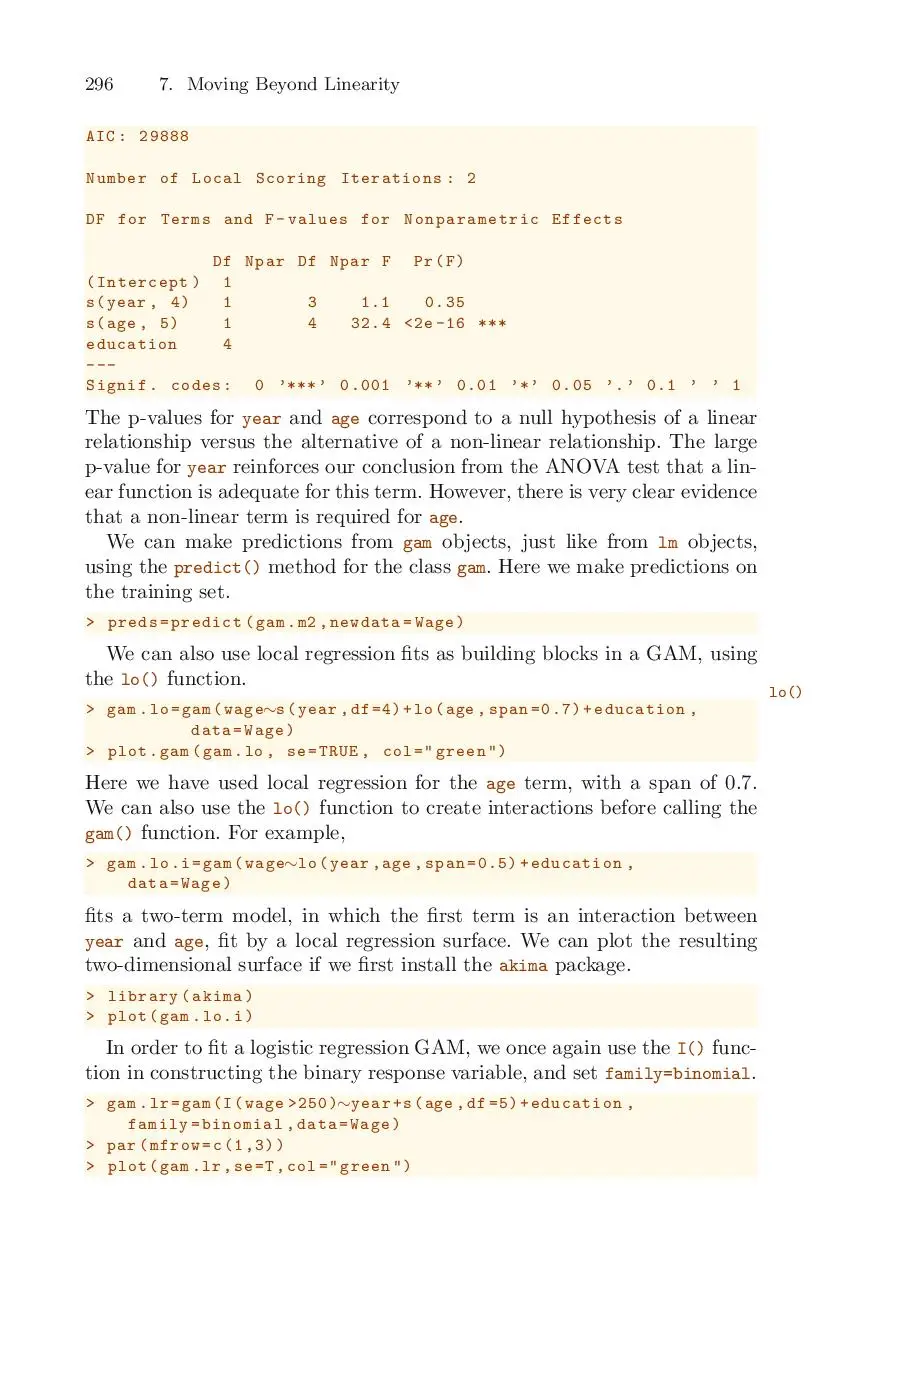 296 7. Moving Beyond Linearity
AIC: 29888
Number of Local Scoring Iterations: 2
DF for Terms and F-values for Nonparametric Effects
Df Npar Df Npar F Pr(F)
(Intercept) 1
s(year, 4) 1 3 1.1 0.35
s(age, 5) 1 4 32.4 <2e-16 ***
education 4
---
Signif. codes: 0 ’***’ 0.001 ’**’ 0.01 ’*’ 0.05 ’.’ 0.1 ’ ’ 1
The p-values for year and age correspond to a null hypothesis of a linear
relationship versus the alternative of a non-linear relationship. The large
p-value for year reinforces our conclusion from the ANOVA test that a lin-
ear function is adequate for this term. However, there is very clear evidence
that a non-linear term is required for age.
We can make predictions from gam objects, just like from lm objects,
using the predict() method for the class gam. Here we make predictions on
the training set.
> preds=predict(gam.m2,newdata=Wage)
We can also use local regression fits as building blocks in a GAM, using
the lo() function.
lo()
> gam.lo=gam(wage∼s(year,df=4)+lo(age,span=0.7)+education,
data=Wage)
> plot.gam(gam.lo, se=TRUE, col="green")
Here we have used local regression for the age term, with a span of 0.7.
We can also use the lo() function to create interactions before calling the
gam() function. For example,
> gam.lo.i=gam(wage∼lo(year,age,span=0.5)+education,
data=Wage)
fits a two-term model, in which the first term is an interaction between
year and age, fit by a local regression surface. We can plot the resulting
two-dimensional surface if we first install the akima package.
> library(akima)
> plot(gam.lo.i)
In order to fit a logistic regression GAM, we once again use the I() func-
tion in constructing the binary response variable, and set family=binomial.
> gam.lr=gam(I(wage>250)∼year+s(age,df=5)+education,
family=binomial,data=Wage)
> par(mfrow=c(1,3))
> plot(gam.lr,se=T,col="green")